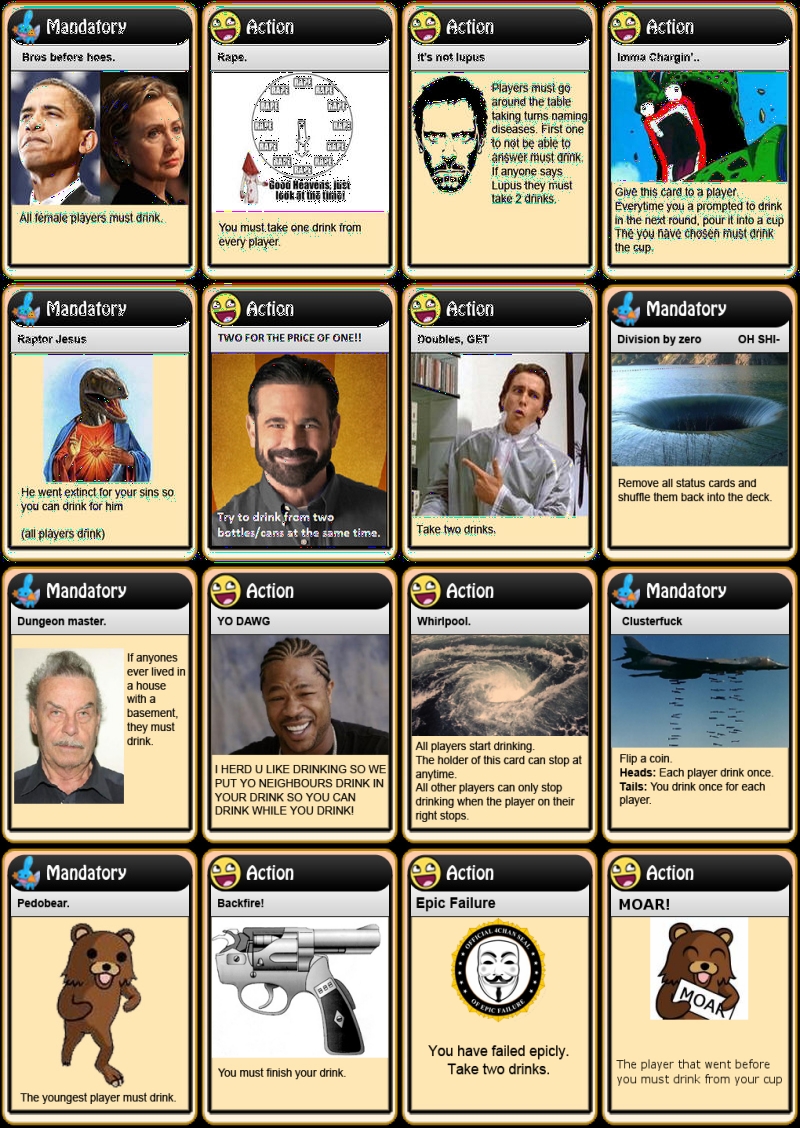 Mandatory
Bros before hoes.
All female players must drink.
Action
Rape.
RAPE
RAPE
RAPE
RAPE
RAPE
RAPE
RAPE
RAPE
RAPE
RAPE
RAPE
RAPE
Good Heavens, just
look at the time!
You must take one drink from
every player.
Action
It's not lupus
Players must go
around the table
taking turns naming
diseases. First one
to not be able to
answer must drink.
If anyone says
Lupus they must
take 2 drinks.
Action
Imma Chargin'..
Give this card to a player.
Everytime you a prompted to drink
in the next round, pour it into a cup
The you have chosen must drink
the cup.
Mandatory
Raptor Jesus
He went extinct for your sins so
you can drink for him
(all players drink)
Action
TWO FOR THE PRICE OF ONE!!
Try to drink from two
bottles/cans at the same time.
Action
Doubles, GET
Take two drinks.
Mandatory
Division by zero OH SHI-
Remove all status cards and
shuffle them back into the deck.
Mandatory
Dungeon master.
If anyones
ever lived in
a house
with a
basement,
they must
drink.
Action
YO DAWG
I HERD U LIKE DRINKING SO WE
PUT YO NEIGHBOURS DRINK IN
YOUR DRINK SO YOU CAN
DRINK WHILE YOU DRINK!
Action
Whirlpool.
All players start drinking.
The holder of this card can stop at
anytime.
All other players can only stop
drinking when the player on their
right stops.
Mandatory
Clusterfuck
Flip a coin.
Heads: Each player drink once.
Tails: You drink once for each
player.
Mandatory
Pedobear.
The youngest player must drink.
Action
Backfire!
You must finish your drink.
Action
Epic Failure
OFFICIAL 4CHAN SEAL
OF EPIC FAILURE
You have failed epicly.
Take two drinks.
Action
MOAR!
MOAR
The player that went before
you must drink from your cup